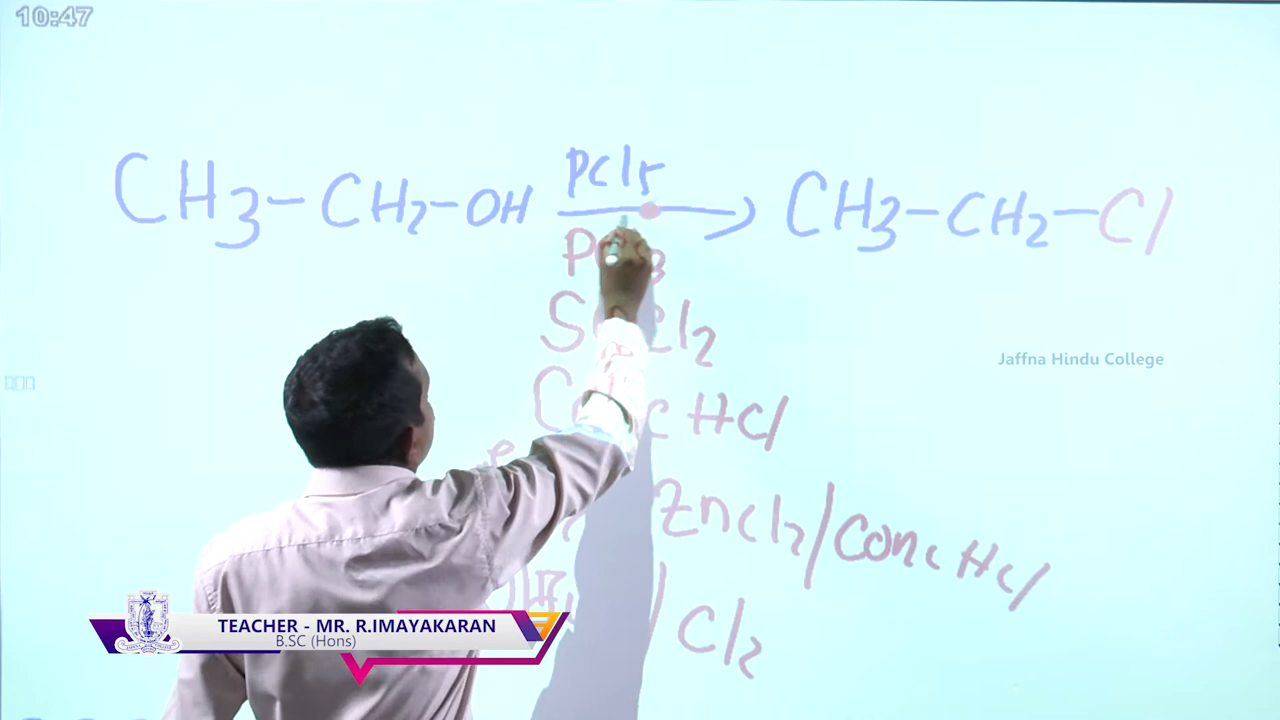 10:47
CH3-CH2-OH PCl5 → CH3-CH2-Cl
Cl2
HCl
ZnCl2/Conc HCl
/Cl2
Jaffna Hindu College
TEACHER - MR. R.IMAYAKARAN
B.SC (Hons)